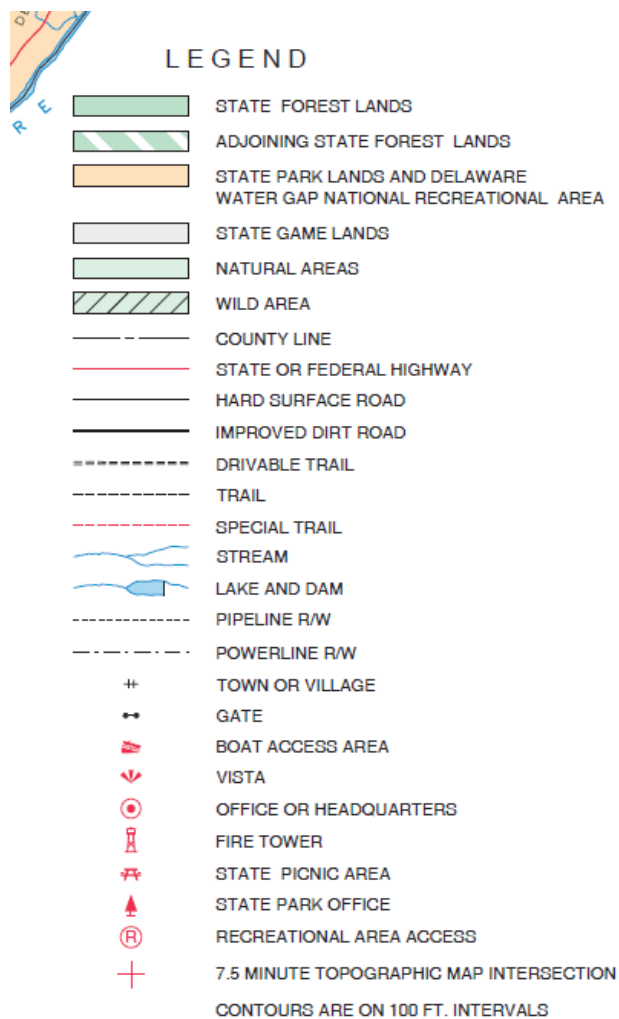 DE
R E
LEGEND
STATE FOREST LANDS
ADJOINING STATE FOREST LANDS
STATE PARK LANDS AND DELAWARE
WATER GAP NATIONAL RECREATIONAL AREA
STATE GAME LANDS
NATURAL AREAS
WILD AREA
COUNTY LINE
STATE OR FEDERAL HIGHWAY
HARD SURFACE ROAD
IMPROVED DIRT ROAD
DRIVABLE TRAIL
TRAIL
SPECIAL TRAIL
STREAM
LAKE AND DAM
PIPELINE R/W
POWERLINE R/W
TOWN OR VILLAGE
GATE
BOAT ACCESS AREA
VISTA
OFFICE OR HEADQUARTERS
FIRE TOWER
STATE PICNIC AREA
STATE PARK OFFICE
R RECREATIONAL AREA ACCESS
7.5 MINUTE TOPOGRAPHIC MAP INTERSECTION
CONTOURS ARE ON 100 FT. INTERVALS